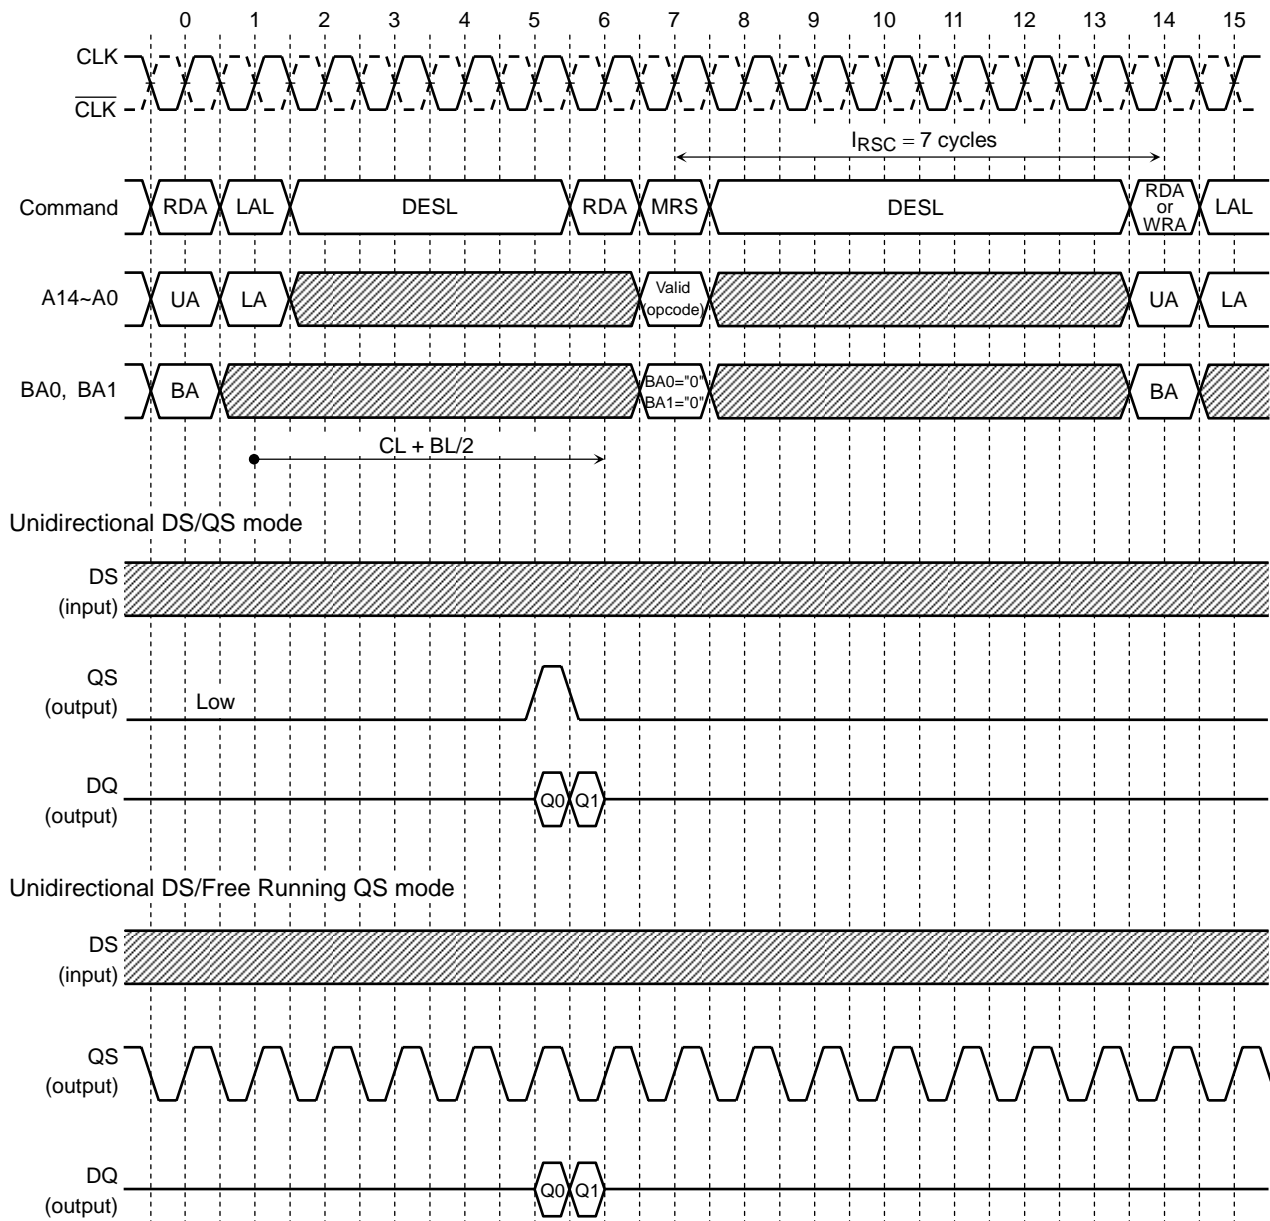 0 1 2 3 4 5 6 7 8 9 10 11 12 13 14 15
CLK
CLK
IRSC = 7 cycles
Command RDA LAL DESL RDA MRS DESL RDA or WRA LAL
A14~A0 UA LA Valid (opcode) UA LA
BA0, BA1 BA BA0="0" BA1="0" BA
CL + BL/2
Unidirectional DS/QS mode
DS
(input)
QS
(output)
Low
DQ
(output)
Q0 Q1
Unidirectional DS/Free Running QS mode
DS
(input)
QS
(output)
DQ
(output)
Q0 Q1